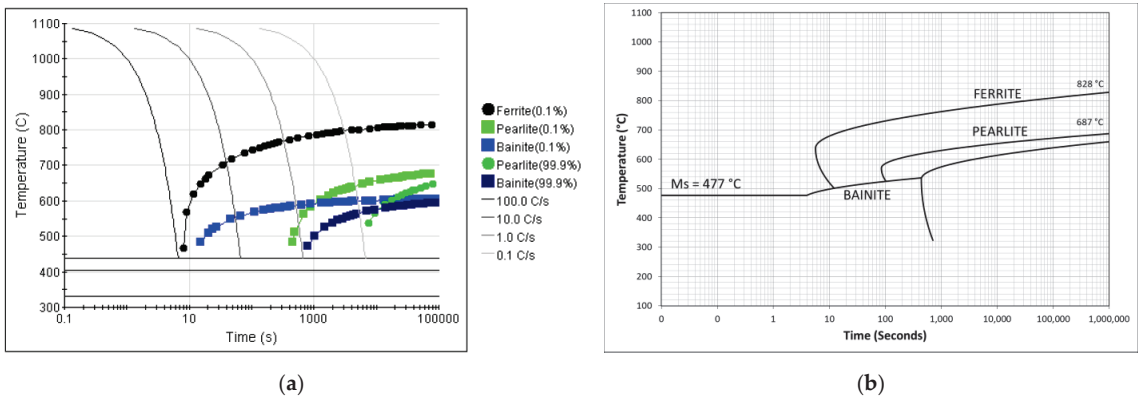 1100
1000
900
800
700
600
500
400
300
Temperature (C)
0.1
10
1000
100000
Time (s)
Ferrite(0.1%)
Pearlite(0.1%)
Bainite(0.1%)
Pearlite(99.9%)
Bainite(99.9%)
100.0 C/s
10.0 C/s
1.0 C/s
0.1 C/s
(a)
1100
1000
900
800
700
600
500
400
300
200
100
Temperature (°C)
828 °C
FERRITE
687 °C
PEARLITE
Ms = 477 °C
BAINITE
0
0
1
10
100
1,000
10,000
100,000
1,000,000
Time (Seconds)
(b)